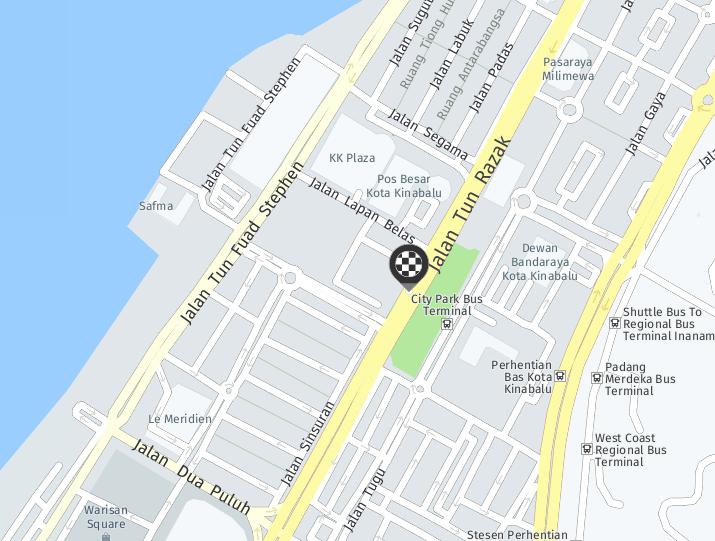 Jalan Sugut
Ruang Tiong Hu
Jalan Labuk
Ruang Antarabangsa
Jalan Padas
Pasaraya
Milimewa
Jalan Gaya
Jalan Tun Fuad Stephen
Jalan Segama
KK Plaza
Pos Besar
Kota Kinabalu
Jalan Tun Razak
Jalan Lapan Belas
Safma
Jalan Tun Fuad Stephen
Dewan
Bandaraya
Kota Kinabalu
City Park Bus
Terminal
Shuttle Bus To
Regional Bus
Terminal Inanam
Perhentian
Bas Kota
Kinabalu
Padang
Merdeka Bus
Terminal
Le Meridien
Jalan Sinsuran
West Coast
Regional Bus
Terminal
Jalan Dua Puluh
Jalan Tugu
Warisan
Square
Stesen Perhentian